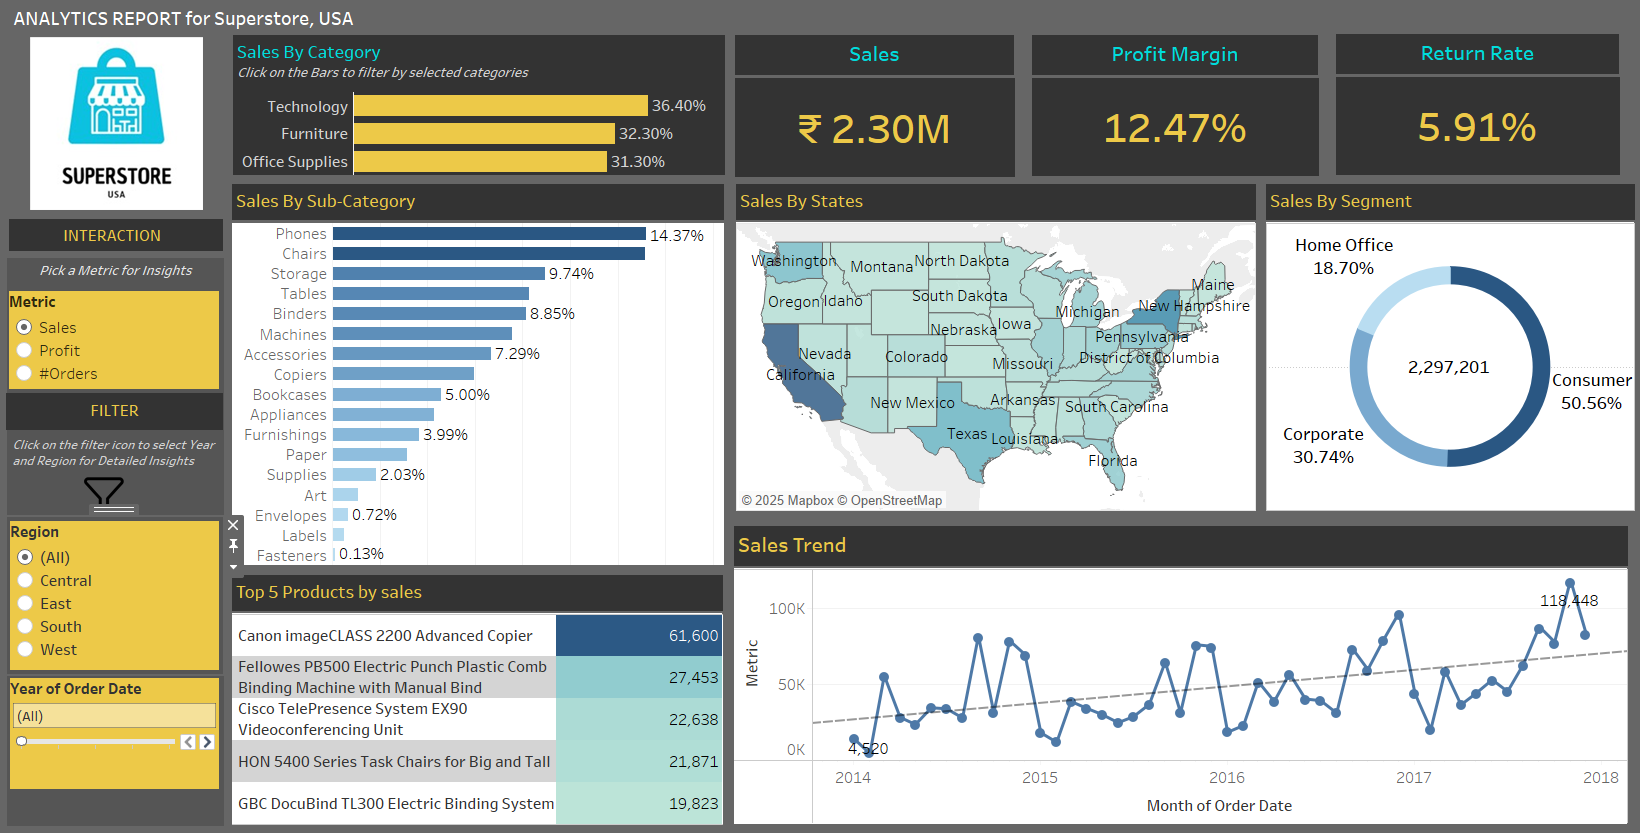 ANALYTICS REPORT for Superstore, USA
SUPERSTORE
USA
INTERACTION
Pick a Metric for Insights
Metric
Sales
Profit
#Orders
FILTER
Click on the filter icon to select Year
and Region for Detailed Insights
Region
(All)
Central
East
South
West
Year of Order Date
(All)
Sales By Category
Click on the Bars to filter by selected categories
Technology 36.40%
Furniture 32.30%
Office Supplies 31.30%
Sales
₹ 2.30M
Profit Margin
12.47%
Return Rate
5.91%
Sales By Sub-Category
Phones 14.37%
Chairs
Storage 9.74%
Tables
Binders 8.85%
Machines
Accessories 7.29%
Copiers
Bookcases 5.00%
Appliances
Furnishings 3.99%
Paper
Supplies 2.03%
Art
Envelopes 0.72%
Labels
Fasteners 0.13%
Sales By States
Washington
Montana
North Dakota
Maine
Oregon
Idaho
South Dakota
Michigan
New Hampshire
Nebraska
Iowa
Pennsylvania
Nevada
Colorado
Missouri
District of Columbia
California
New Mexico
Arkansas
South Carolina
Texas
Louisiana
Florida
© 2025 Mapbox © OpenStreetMap
Sales By Segment
Home Office
18.70%
2,297,201
Consumer
50.56%
Corporate
30.74%
Top 5 Products by sales
Canon imageCLASS 2200 Advanced Copier 61,600
Fellowes PB500 Electric Punch Plastic Comb
Binding Machine with Manual Bind 27,453
Cisco TelePresence System EX90
Videoconferencing Unit 22,638
HON 5400 Series Task Chairs for Big and Tall 21,871
GBC DocuBind TL300 Electric Binding System 19,823
Sales Trend
Metric
100K
50K
0K
118,448
4,520
2014 2015 2016 2017 2018
Month of Order Date